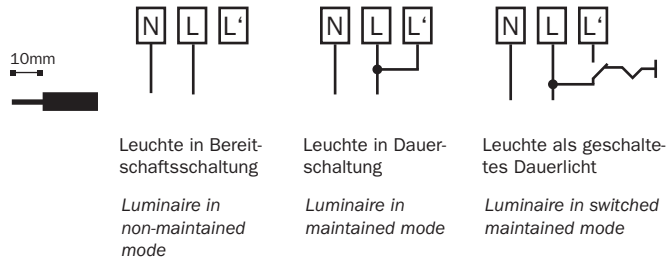 N L L‘
N L L‘
N L L‘
10mm
Leuchte in Bereit-
schaftsschaltung
Luminaire in
non-maintained
mode
Leuchte in Dauer-
schaltung
Luminaire in
maintained mode
Leuchte als geschalte-
tes Dauerlicht
Luminaire in switched
maintained mode